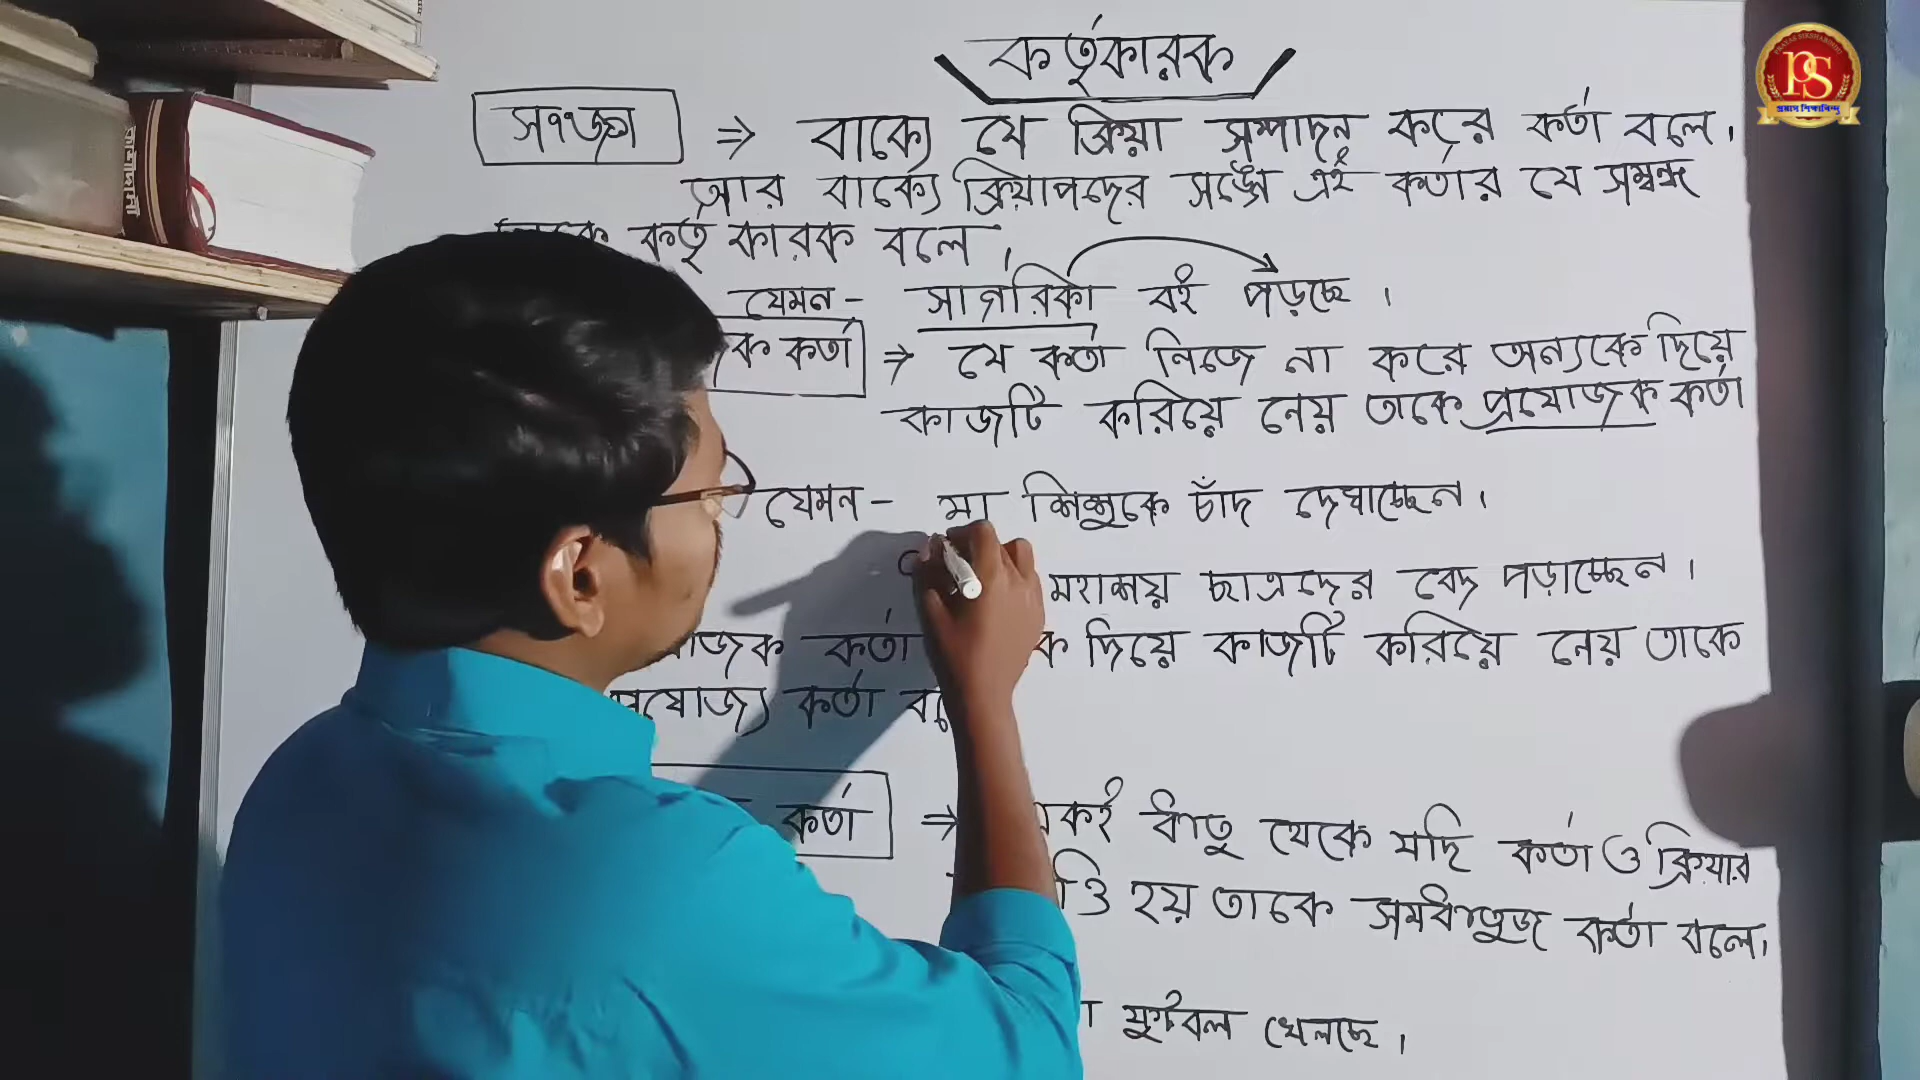 কর্তৃকারক
সংজ্ঞা ⇒ বাক্যে যে ক্রিয়া সম্পাদন করে কর্তা বলে।
আর বাক্যে ক্রিয়াপদের সঙ্গে এই কর্তার যে সম্বন্ধ
কর্তৃ কারক বলে।
যেমন - সাগরিকা বই পড়ছে।
কর্তা ⇒ যে কর্তা নিজে না করে অন্যকে দিয়ে
কাজটি করিয়ে নেয় তাকে প্রযোজক কর্তা
যেমন - মা শিশুকে চাঁদ দেখাচ্ছেন।
মহাশয় ছাত্রদের বেদ পড়াচ্ছেন।
কর্তা দিয়ে কাজটি করিয়ে নেয় তাকে
প্রযোজ্য কর্তা
কর্তা ⇒ একই ধাতু থেকে যদি কর্তা ও ক্রিয়ার
হয় তাকে সমধাতুজ কর্তা বলে।
ফুটবল খেলছে।
PS